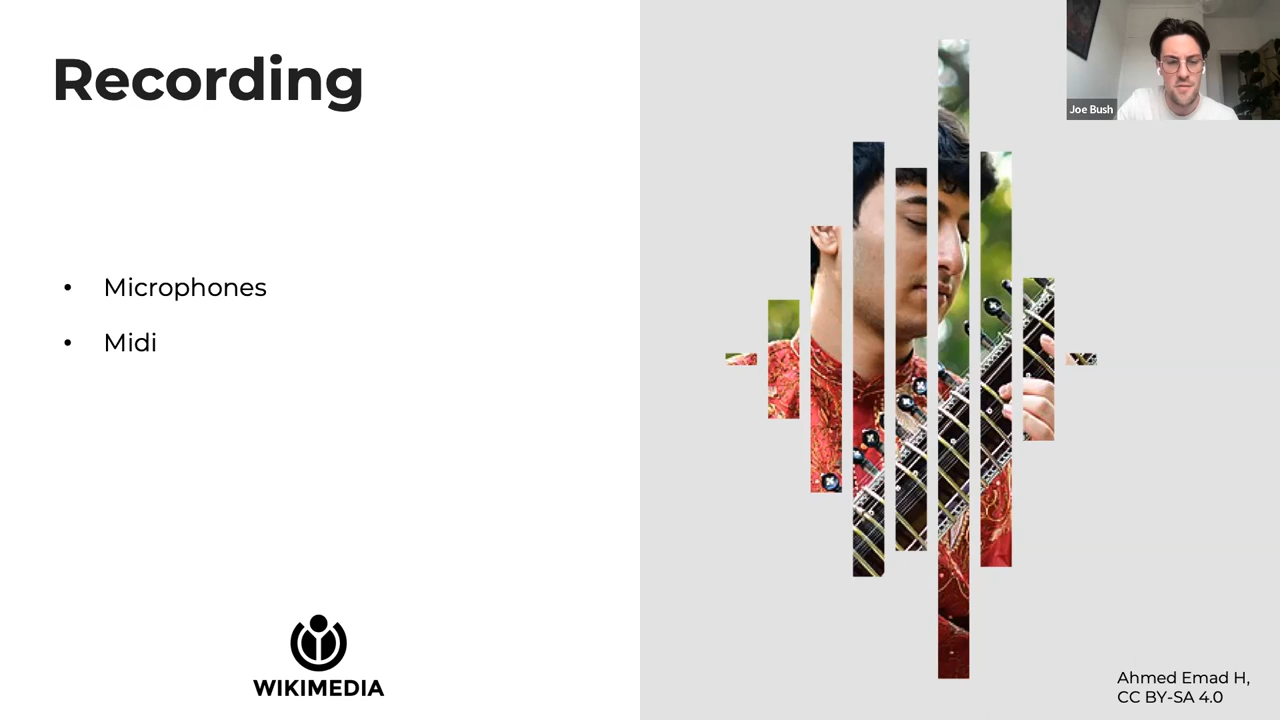 Recording
• Microphones
• Midi
WIKIMEDIA
Joe Bush
Ahmed Emad H,
CC BY-SA 4.0